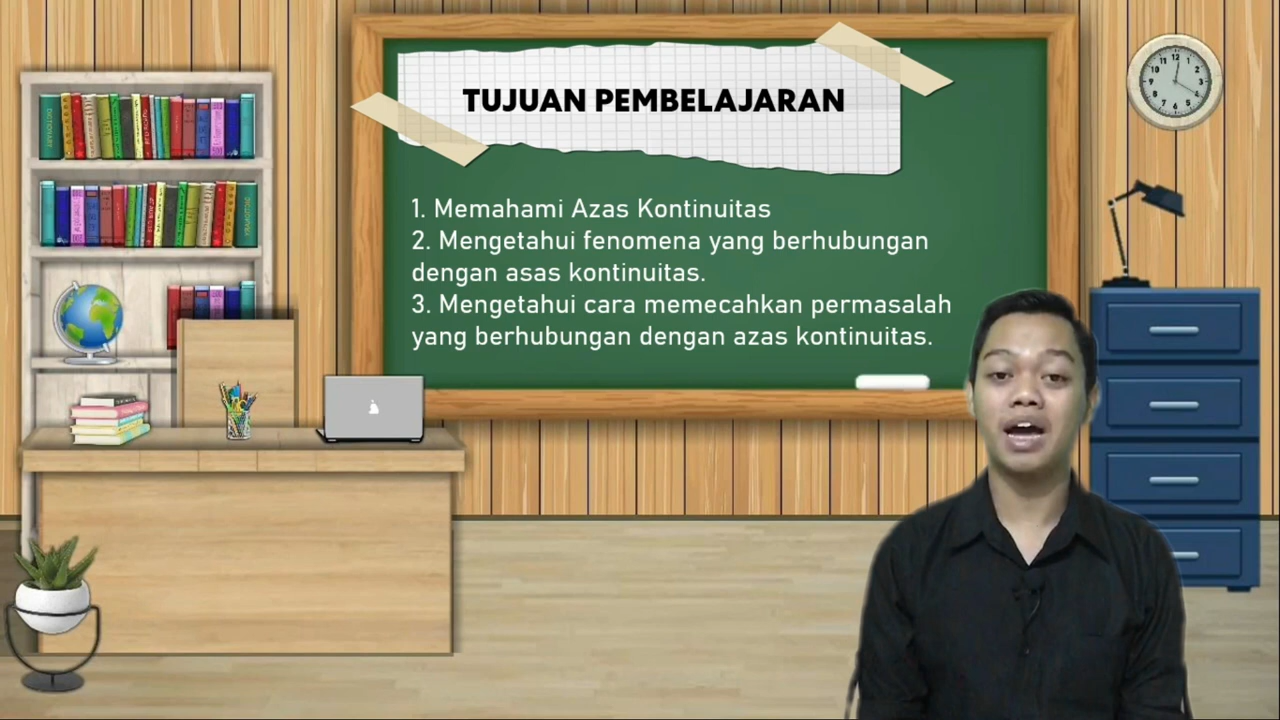 TUJUAN PEMBELAJARAN
1. Memahami Azas Kontinuitas
2. Mengetahui fenomena yang berhubungan
dengan asas kontinuitas.
3. Mengetahui cara memecahkan permasalah
yang berhubungan dengan azas kontinuitas.